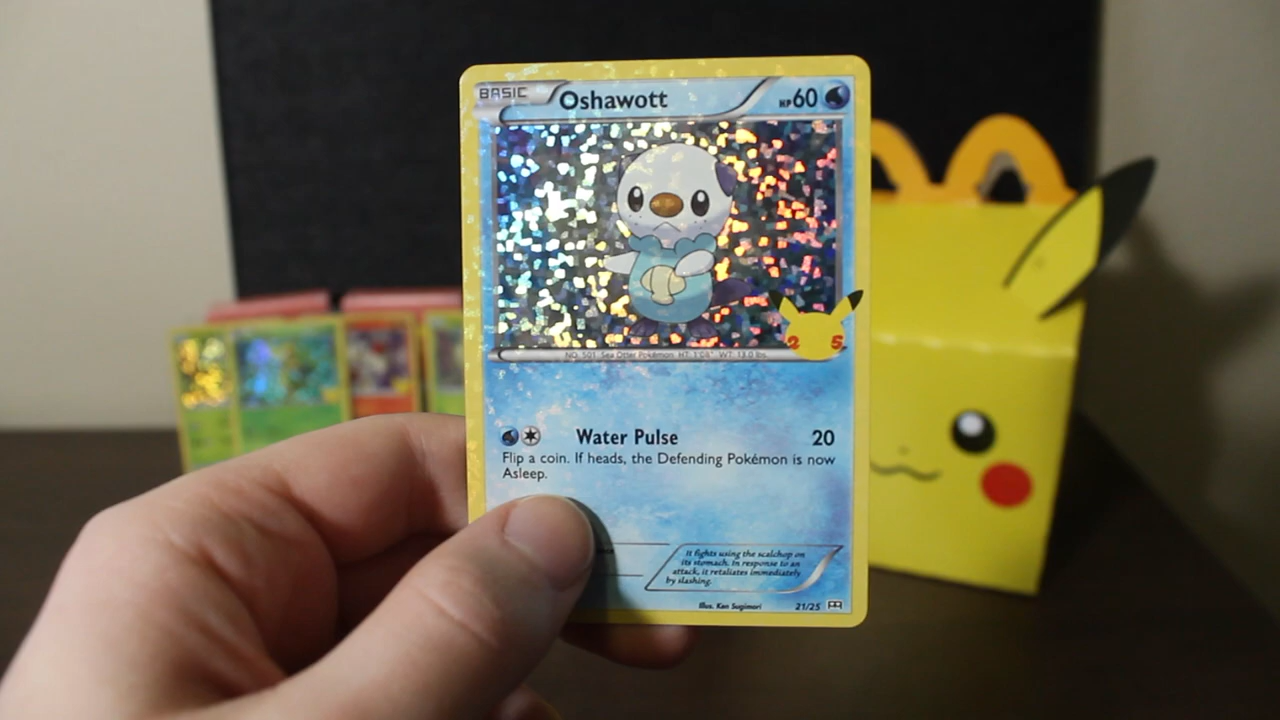 BASIC Oshawott HP60
25
NO. 501 Sea Otter Pokémon HT: 1'08" WT: 13.0 lbs.
Water Pulse 20
Flip a coin. If heads, the Defending Pokémon is now
Asleep.
It fights using the scalchop on
its stomach. In response to an
attack, it retaliates immediately
by slashing.
Illus. Ken Sugimori 21/25